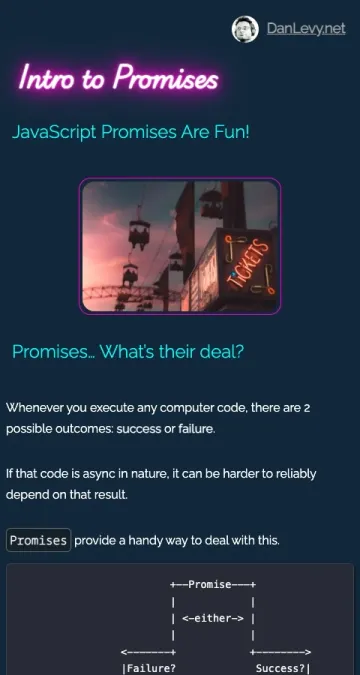 DanLevy.net
Intro to Promises
JavaScript Promises Are Fun!
TICKETS
Promises... What's their deal?
Whenever you execute any computer code, there are 2
possible outcomes: success or failure.
If that code is async in nature, it can be harder to reliably
depend on that result.
Promises provide a handy way to deal with this.
+--Promise---+
|            |
| <-either-> |
|            |
<-------+            +-------->
|Failure?             Success?|